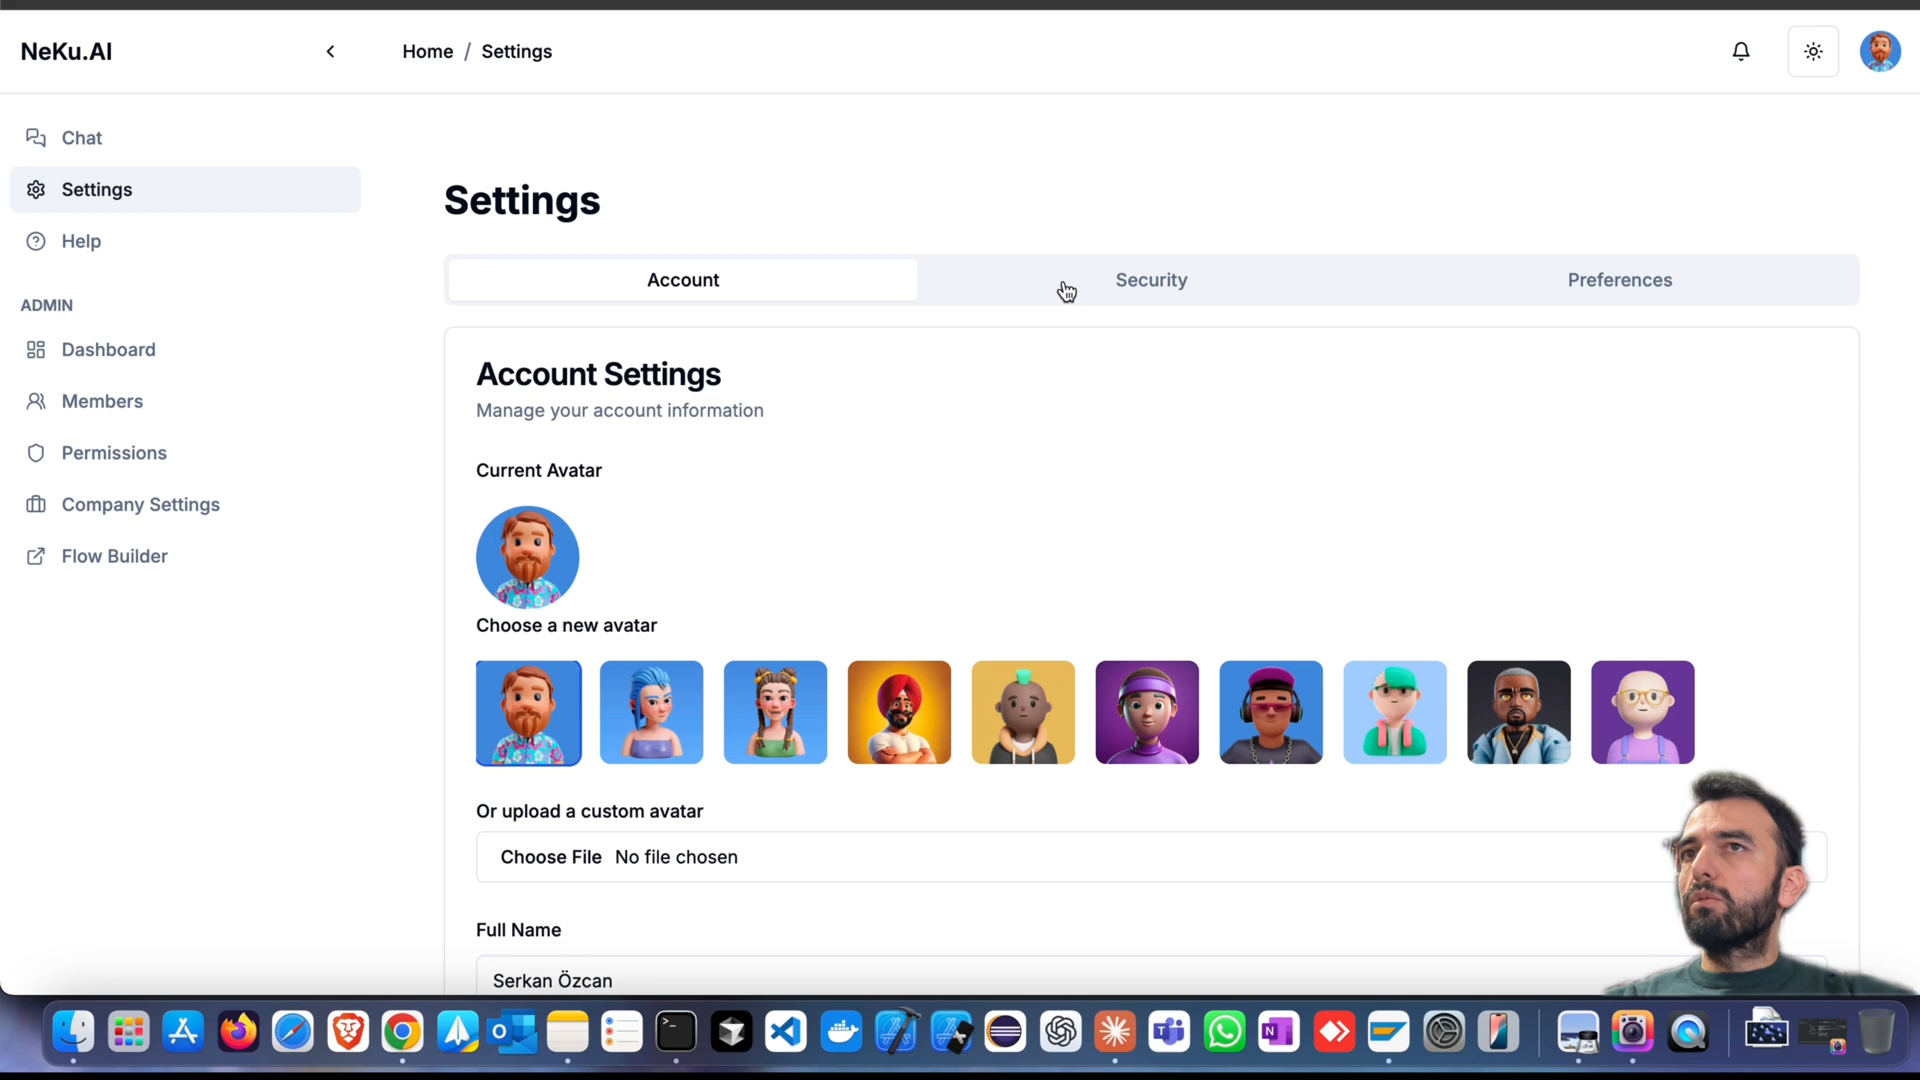 NeKu.AI
Home / Settings
Chat
Settings
Help
ADMIN
Dashboard
Members
Permissions
Company Settings
Flow Builder
Settings
Account
Security
Preferences
Account Settings
Manage your account information
Current Avatar
Choose a new avatar
Or upload a custom avatar
Choose File No file chosen
Full Name
Serkan Özcan